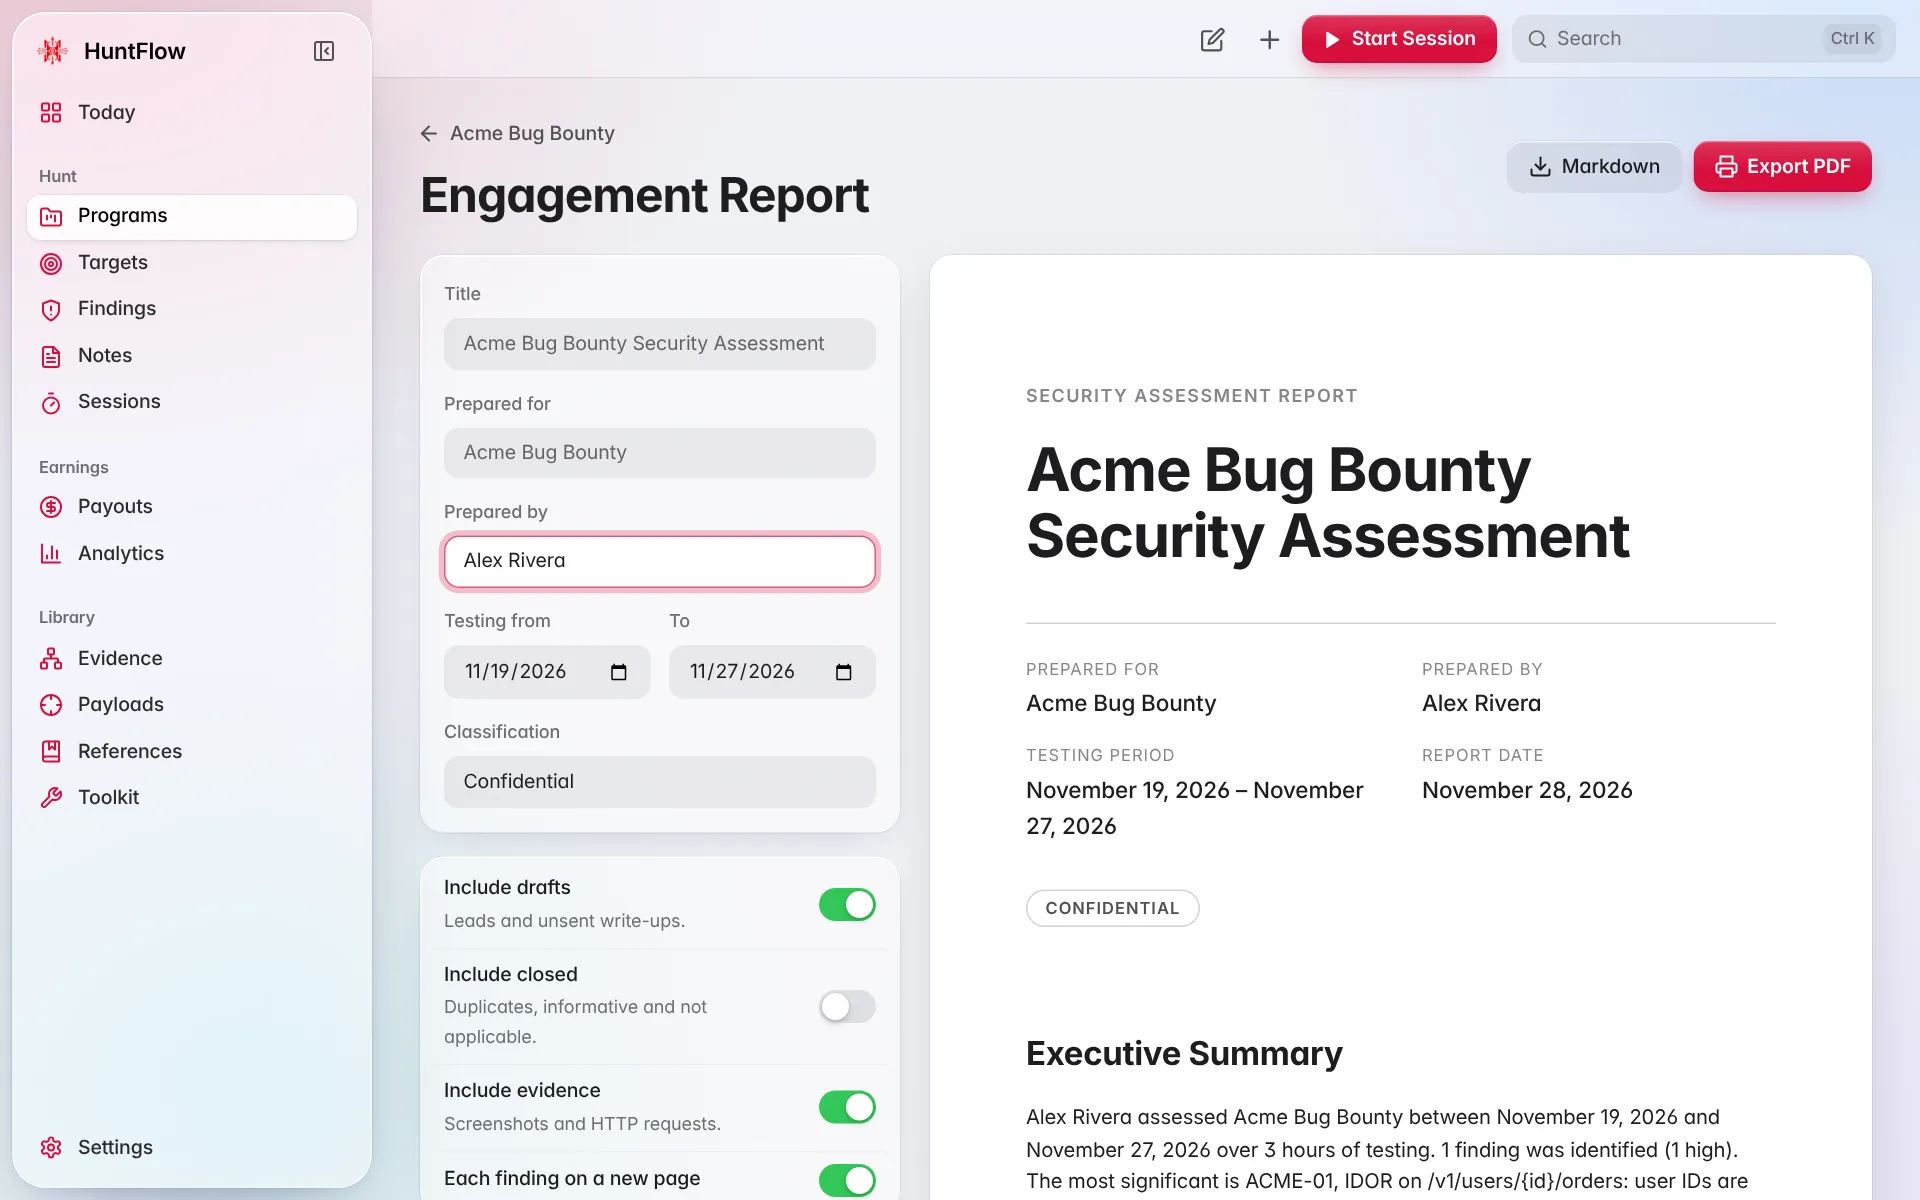 HuntFlow
Today
Hunt
Programs
Targets
Findings
Notes
Sessions
Earnings
Payouts
Analytics
Library
Evidence
Payloads
References
Toolkit
Settings
Start Session
Search
Ctrl K
Acme Bug Bounty
Engagement Report
Markdown
Export PDF
Title
Acme Bug Bounty Security Assessment
Prepared for
Acme Bug Bounty
Prepared by
Alex Rivera
Testing from
To
11/19/2026
11/27/2026
Classification
Confidential
Include drafts
Leads and unsent write-ups.
Include closed
Duplicates, informative and not
applicable.
Include evidence
Screenshots and HTTP requests.
Each finding on a new page
SECURITY ASSESSMENT REPORT
Acme Bug Bounty
Security Assessment
PREPARED FOR
Acme Bug Bounty
PREPARED BY
Alex Rivera
TESTING PERIOD
November 19, 2026 – November
27, 2026
REPORT DATE
November 28, 2026
CONFIDENTIAL
Executive Summary
Alex Rivera assessed Acme Bug Bounty between November 19, 2026 and
November 27, 2026 over 3 hours of testing. 1 finding was identified (1 high).
The most significant is ACME-01, IDOR on /v1/users/{id}/orders: user IDs are